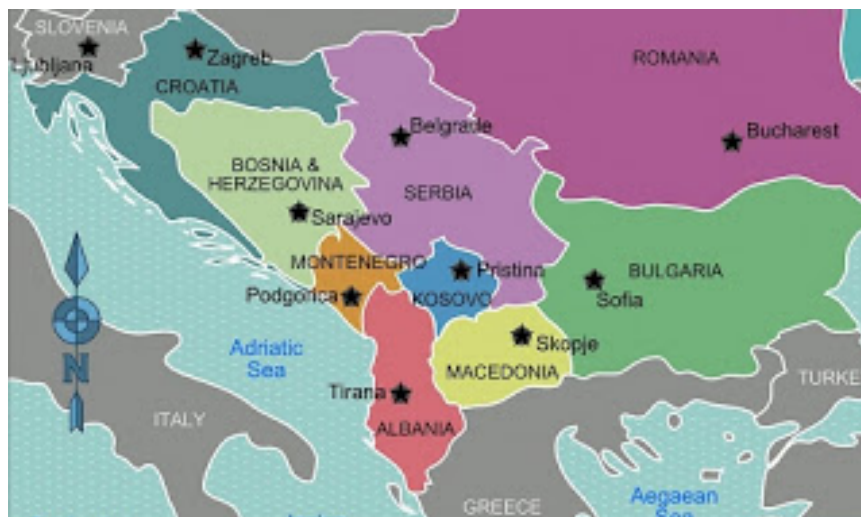 SLOVENIA
Ljubljana
Zagreb
CROATIA
ROMANIA
Belgrade
Bucharest
BOSNIA &
HERZEGOVINA
SERBIA
Sarajevo
MONTENEGRO
Pristina
BULGARIA
Podgorica
KOSOVO
Sofia
Adriatic
Sea
Skopje
MACEDONIA
TURKE
Tirana
ITALY
ALBANIA
N
GREECE
Aegaean
Sea